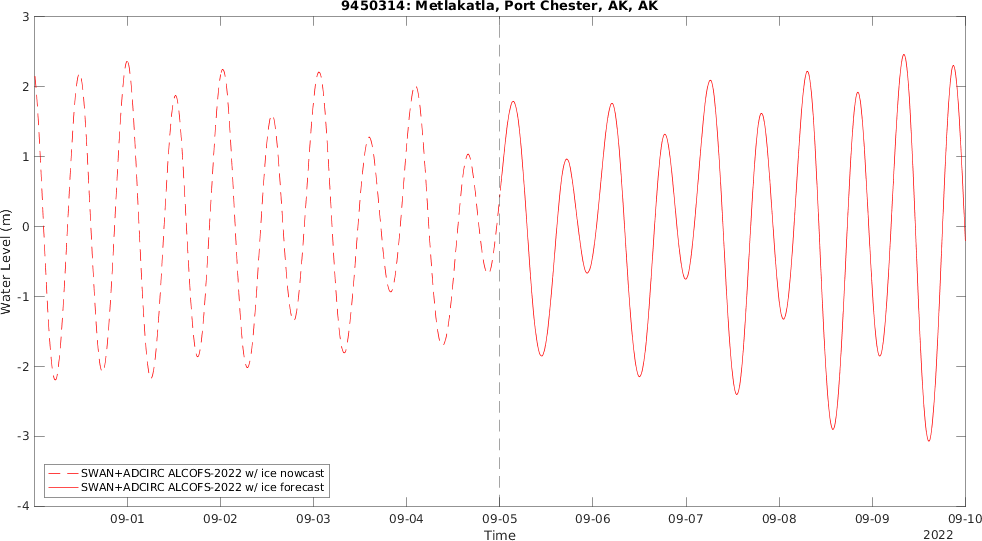 9450314: Metlakatla, Port Chester, AK, AK
Water Level (m)
3
2
1
0
-1
-2
-3
-4
SWAN+ADCIRC ALCOFS-2022 w/ ice nowcast
SWAN+ADCIRC ALCOFS-2022 w/ ice forecast
09-01 09-02 09-03 09-04 09-05 09-06 09-07 09-08 09-09 09-10
Time
2022